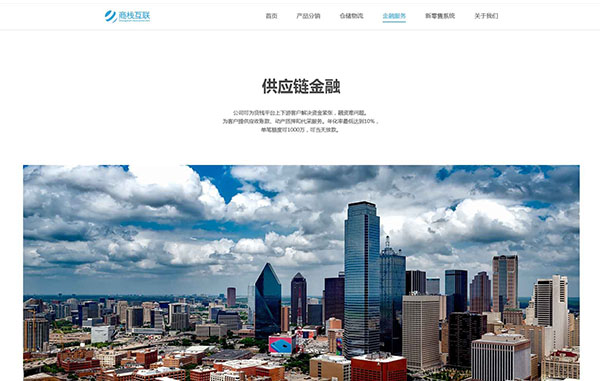 商栈互联
首页 产品分销 仓储物流 金融服务 新零售系统 关于我们
供应链金融
公司可为货栈平台上下游客户解决资金紧张，融资难问题。
为客户提供应收账款、动产质押和代采服务。年化率最低达到10%，
单笔额度可1000万，可当天放款。